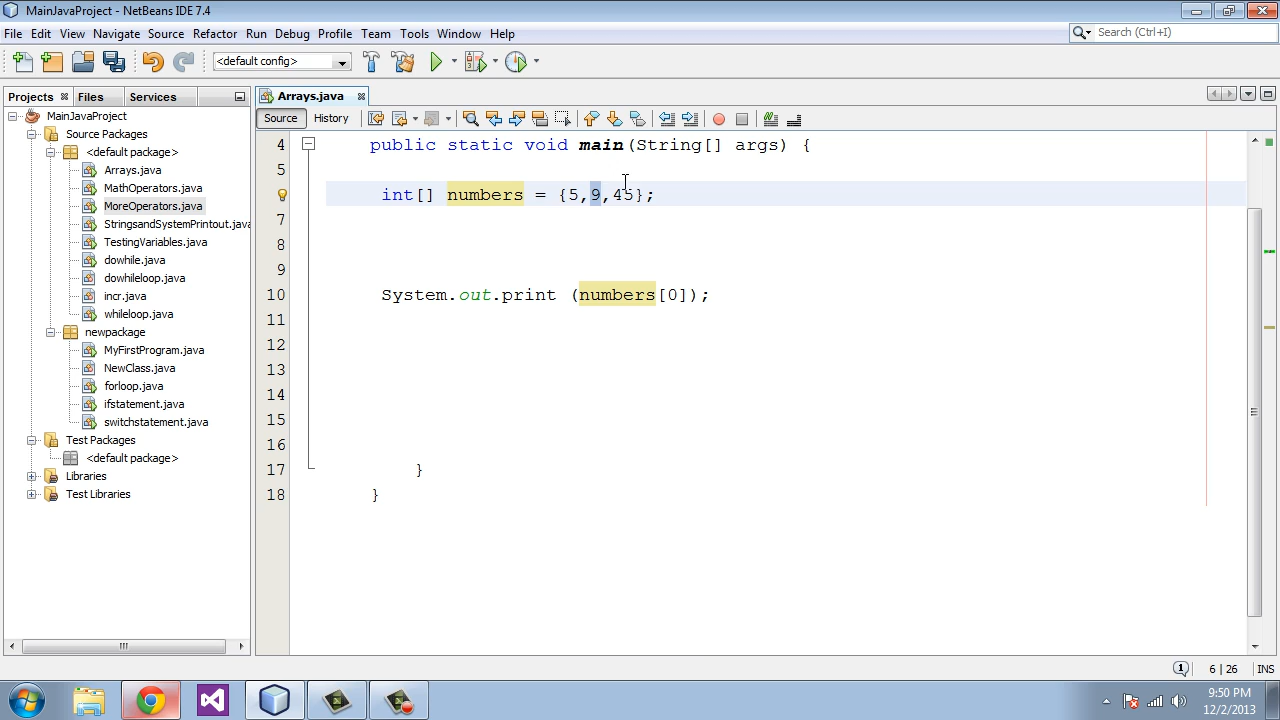 MainJavaProject - NetBeans IDE 7.4
File Edit View Navigate Source Refactor Run Debug Profile Team Tools Window Help
Search (Ctrl+I)
<default config>
Projects Files Services
Arrays.java
Source History
MainJavaProject
Source Packages
<default package>
Arrays.java
MathOperators.java
MoreOperators.java
StringsandSystemPrintout.java
TestingVariables.java
dowhile.java
dowhileloop.java
incr.java
whileloop.java
newpackage
MyFirstProgram.java
NewClass.java
forloop.java
ifstatement.java
switchstatement.java
Test Packages
<default package>
Libraries
Test Libraries
4 public static void main(String[] args) {
5
int[] numbers = {5,9,45};
7
8
9
10 System.out.print (numbers[0]);
11
12
13
14
15
16
17 }
18 }
1 6 | 26 INS
9:50 PM
12/2/2013